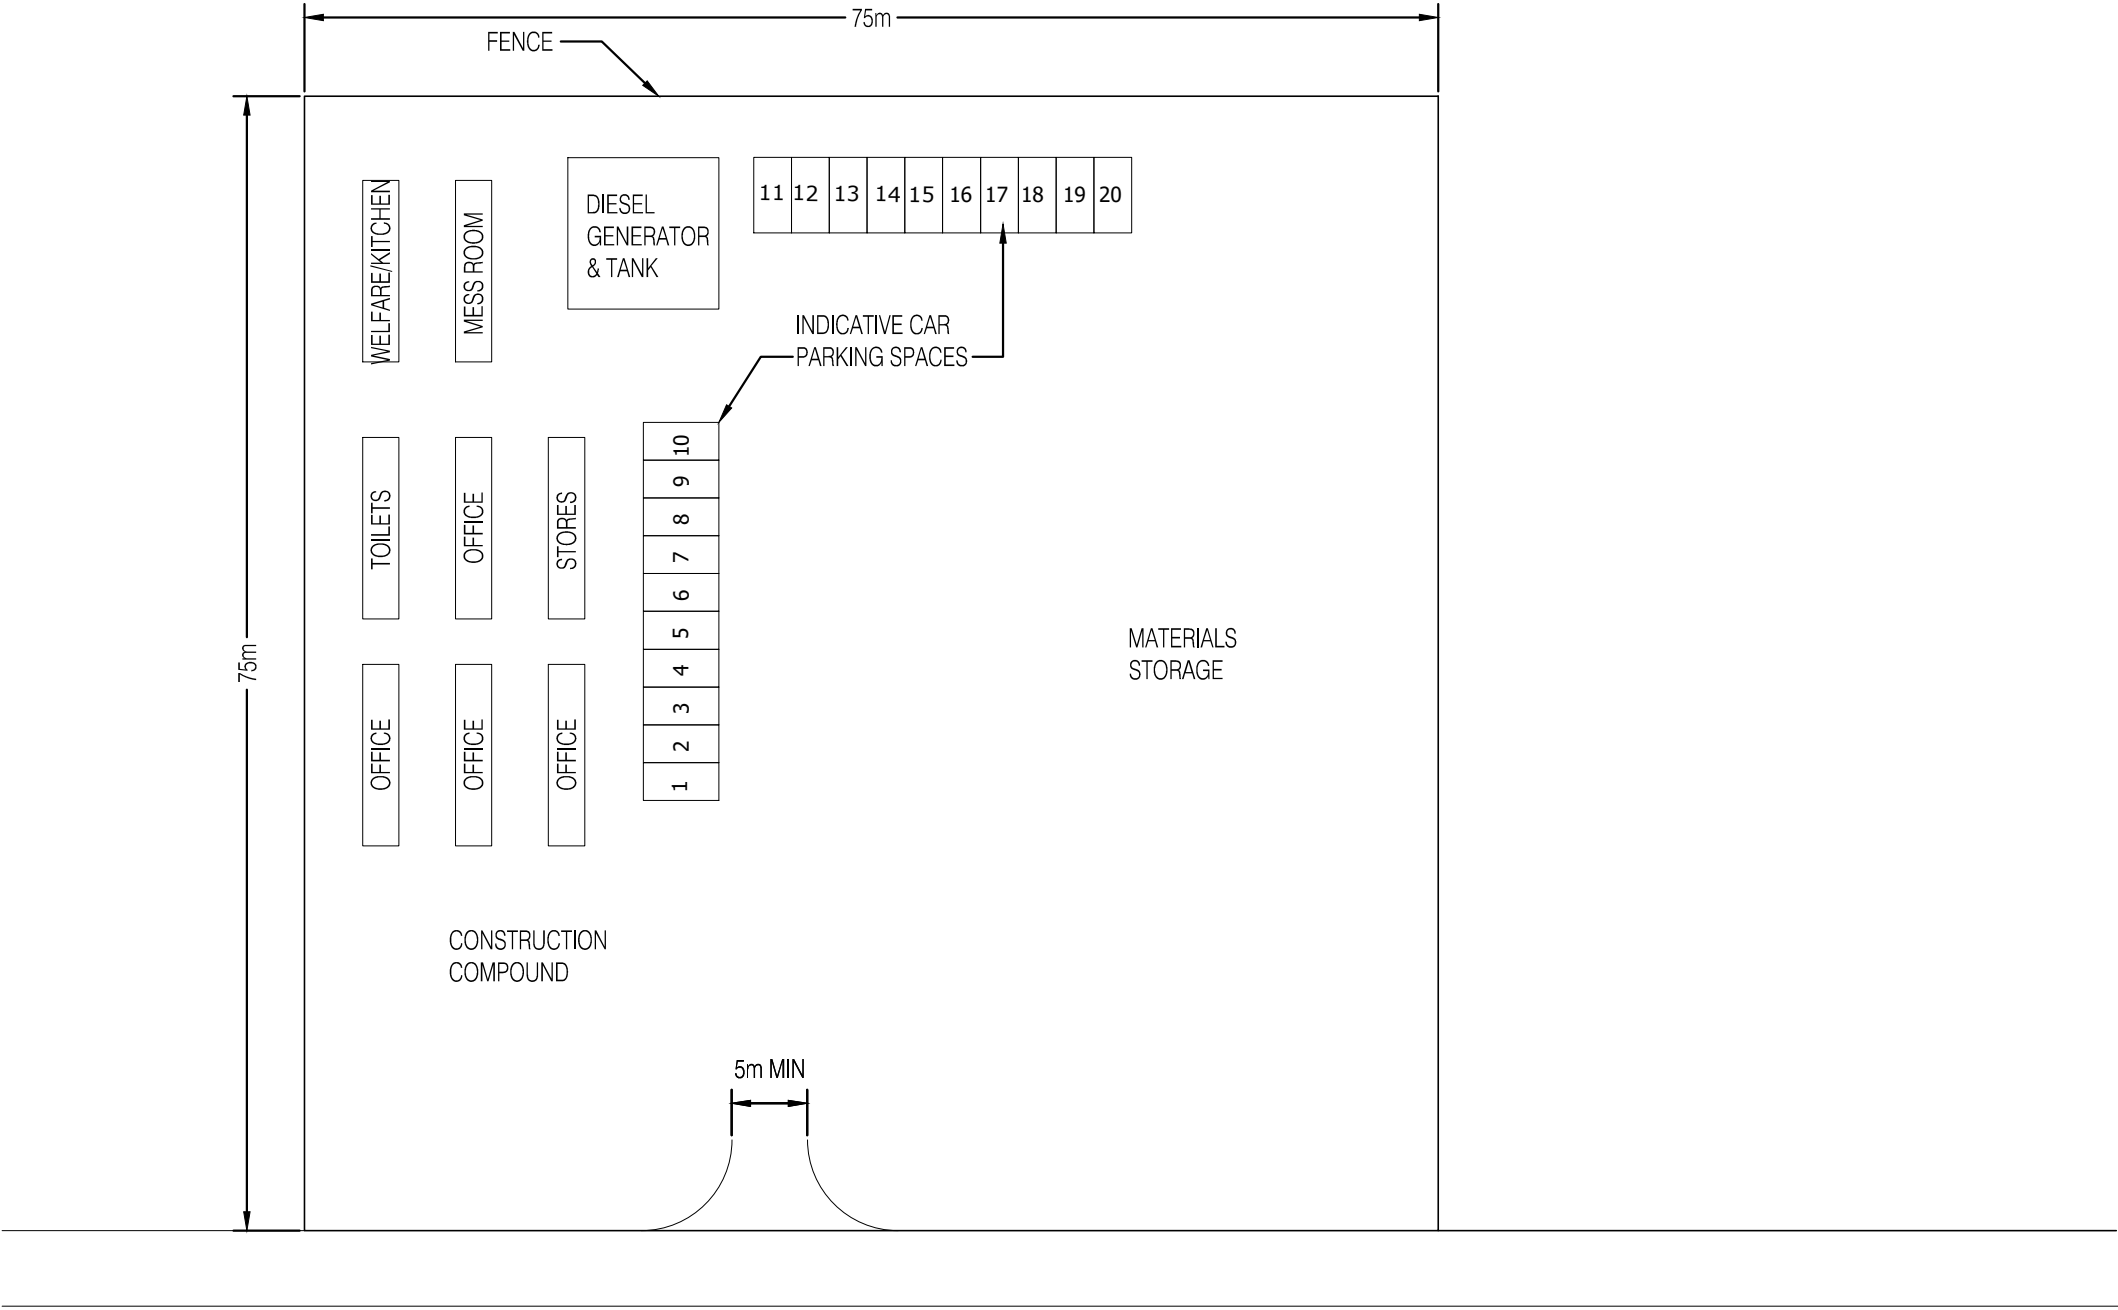 75m
FENCE
WELFARE/KITCHEN
MESS ROOM
DIESEL
GENERATOR
& TANK
11 12 13 14 15 16 17 18 19 20
INDICATIVE CAR
PARKING SPACES
TOILETS
OFFICE
STORES
10
9
8
7
6
5
4
3
2
1
75m
MATERIALS
STORAGE
OFFICE
OFFICE
OFFICE
CONSTRUCTION
COMPOUND
5m MIN